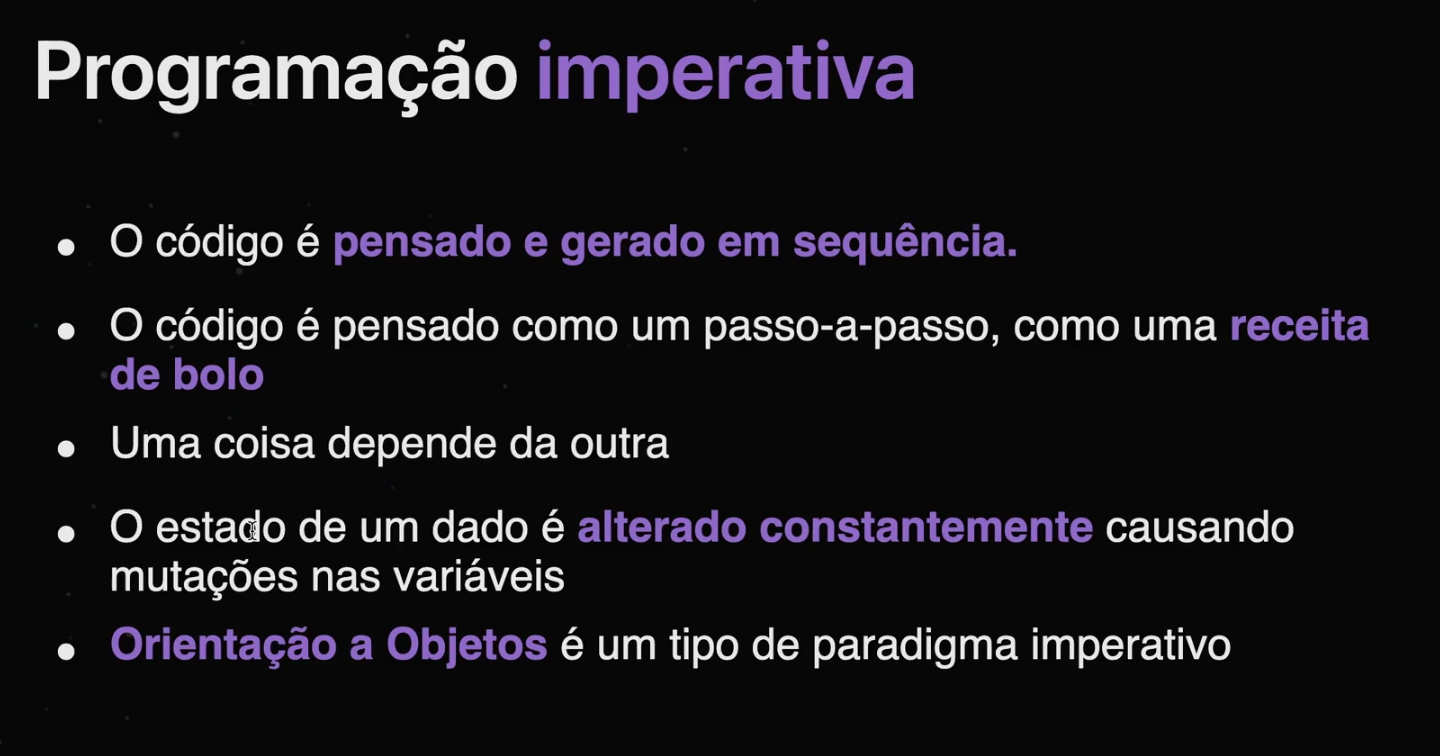 Programação imperativa
● O código é pensado e gerado em sequência.
● O código é pensado como um passo-a-passo, como uma receita
de bolo
● Uma coisa depende da outra
● O estado de um dado é alterado constantemente causando
mutações nas variáveis
● Orientação a Objetos é um tipo de paradigma imperativo